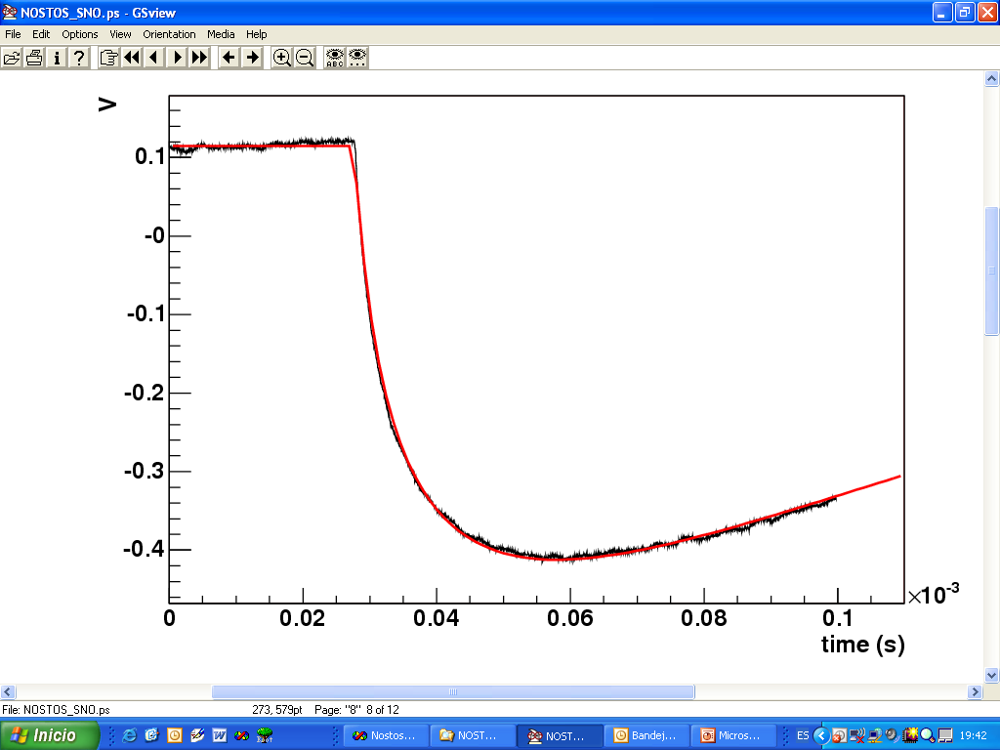 NOSTOS_SNO.ps - GSview
File Edit Options View Orientation Media Help
ABC
V
0.1
-0
-0.1
-0.2
-0.3
-0.4
0 0.02 0.04 0.06 0.08 0.1
×10-3
time (s)
File: NOSTOS_SNO.ps 273, 579pt Page: "8" 8 of 12
Inicio Nostos... NOST... NOST... Bandej... Micros... ES 19:42